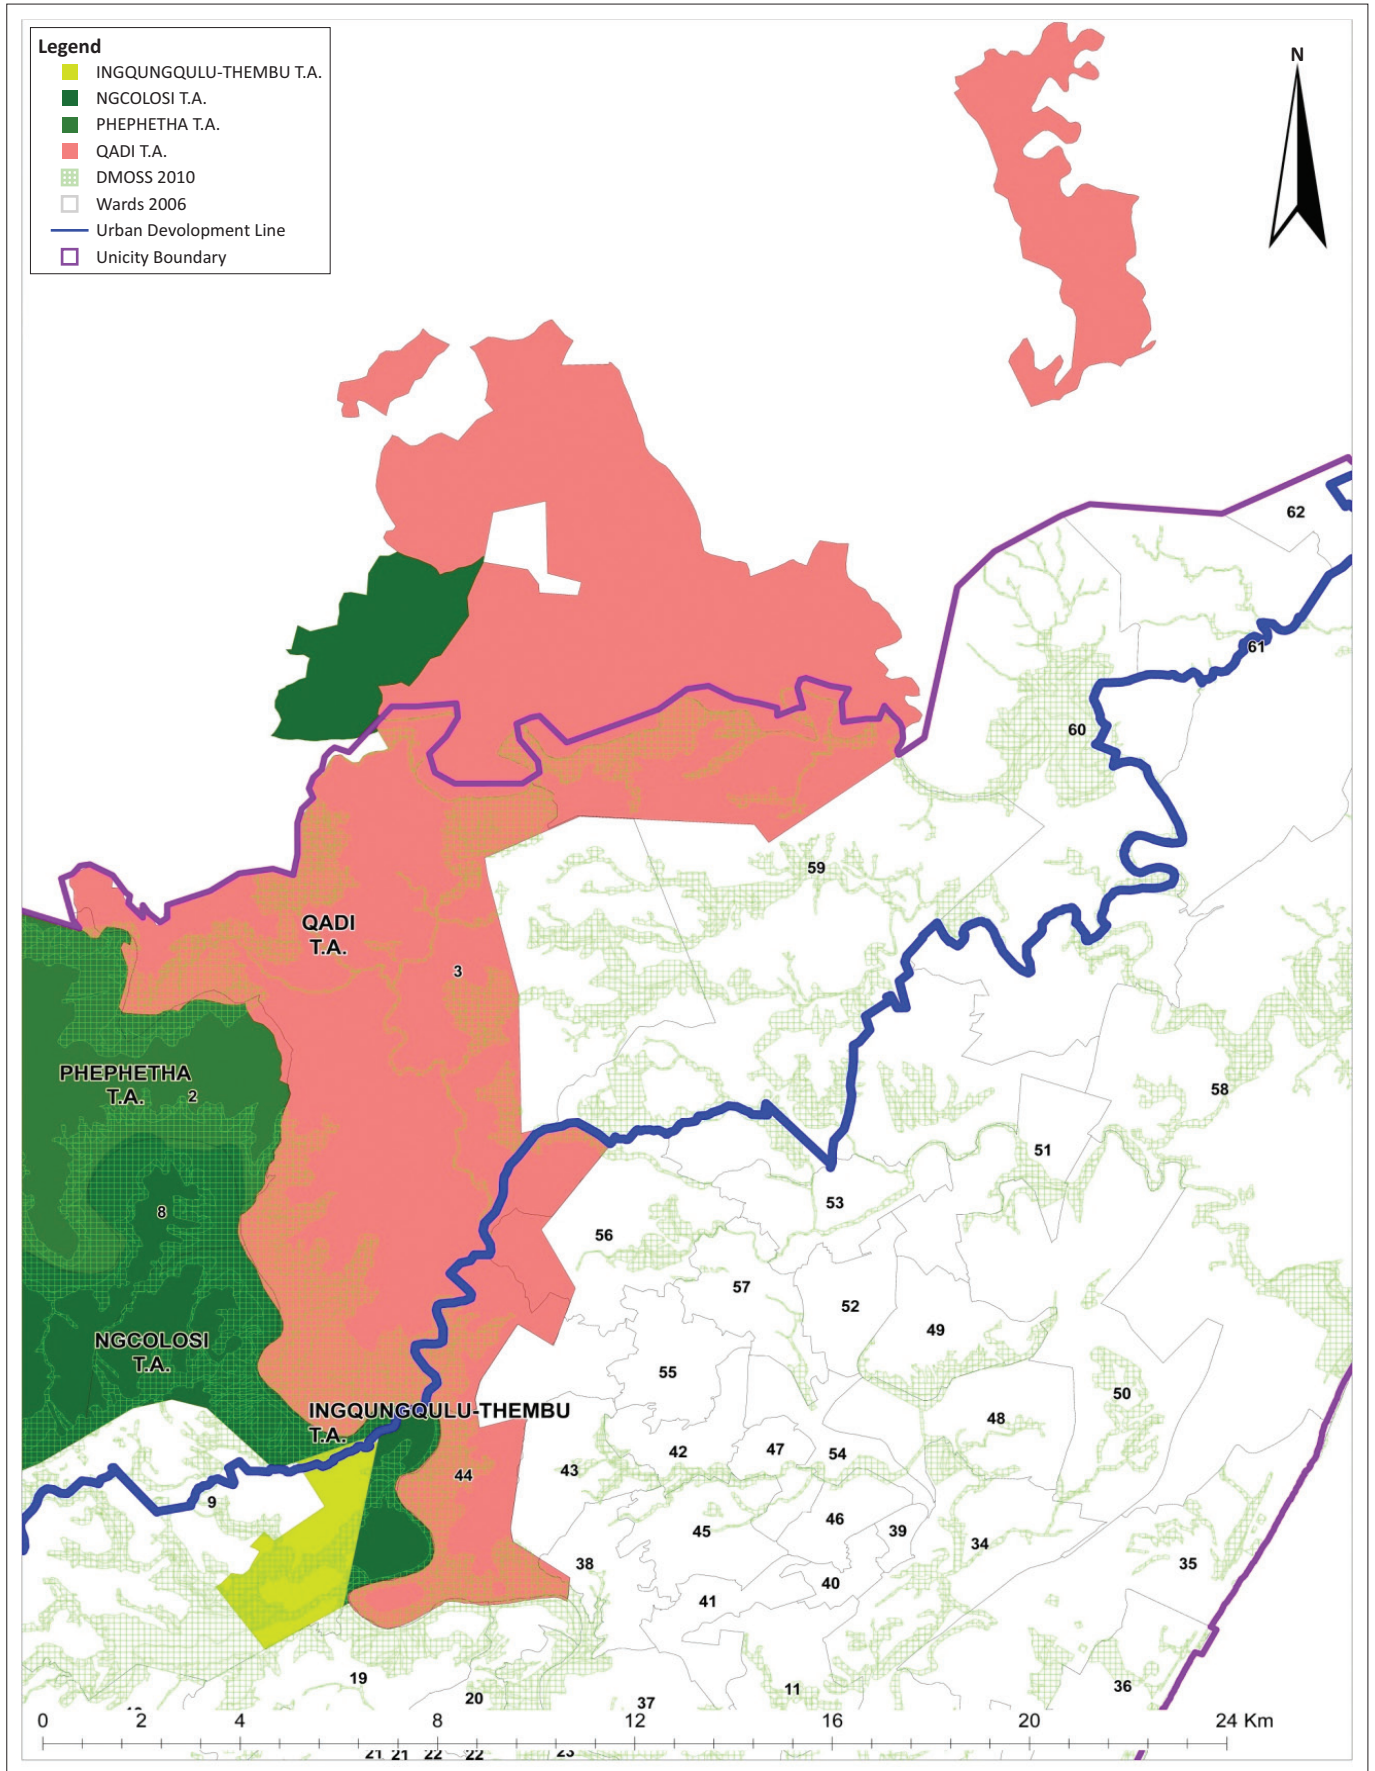 Legend
INGQUNGQULU-THEMBU T.A.
NGCOLOSI T.A.
PHEPHETHA T.A.
QADI T.A.
DMOSS 2010
Wards 2006
Urban Devolopment Line
Unicity Boundary
N
62
61
60
59
QADI
T.A.
3
PHEPHETHA
T.A. 2
58
51
8
53
56
57
52
49
NGCOLOSI
T.A.
55
50
INGQUNGQULU-THEMBU
T.A.
48
42
47
54
43
44
9
46
45
39
34
38
35
40
41
19
36
11
20
37
0 2 4 8 12 16 20 24 Km
21 21 22 22 23